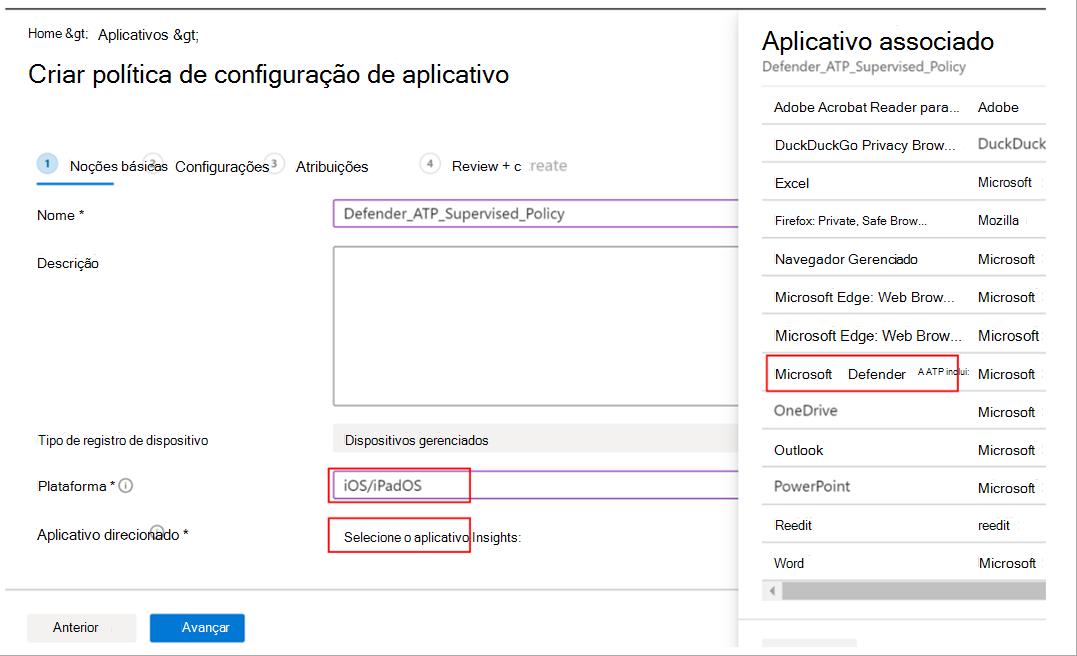 Home &gt; Aplicativos &gt;
Criar política de configuração de aplicativo
1 Noções básicas 2 Configurações 3 Atribuições 4 Review + c reate
Nome *
Defender_ATP_Supervised_Policy
Descrição
Tipo de registro de dispositivo
Dispositivos gerenciados
Plataforma *
iOS/iPadOS
Aplicativo direcionado *
Selecione o aplicativo Insights:
Anterior
Avançar
Aplicativo associado
Defender_ATP_Supervised_Policy
Adobe Acrobat Reader para... Adobe
DuckDuckGo Privacy Brow... DuckDuck
Excel Microsoft
Firefox: Private, Safe Brow... Mozilla
Navegador Gerenciado Microsoft
Microsoft Edge: Web Brow... Microsoft
Microsoft Edge: Web Brow... Microsoft
Microsoft Defender A ATP inclui: Microsoft
OneDrive Microsoft
Outlook Microsoft
PowerPoint Microsoft
Reedit reedit
Word Microsoft